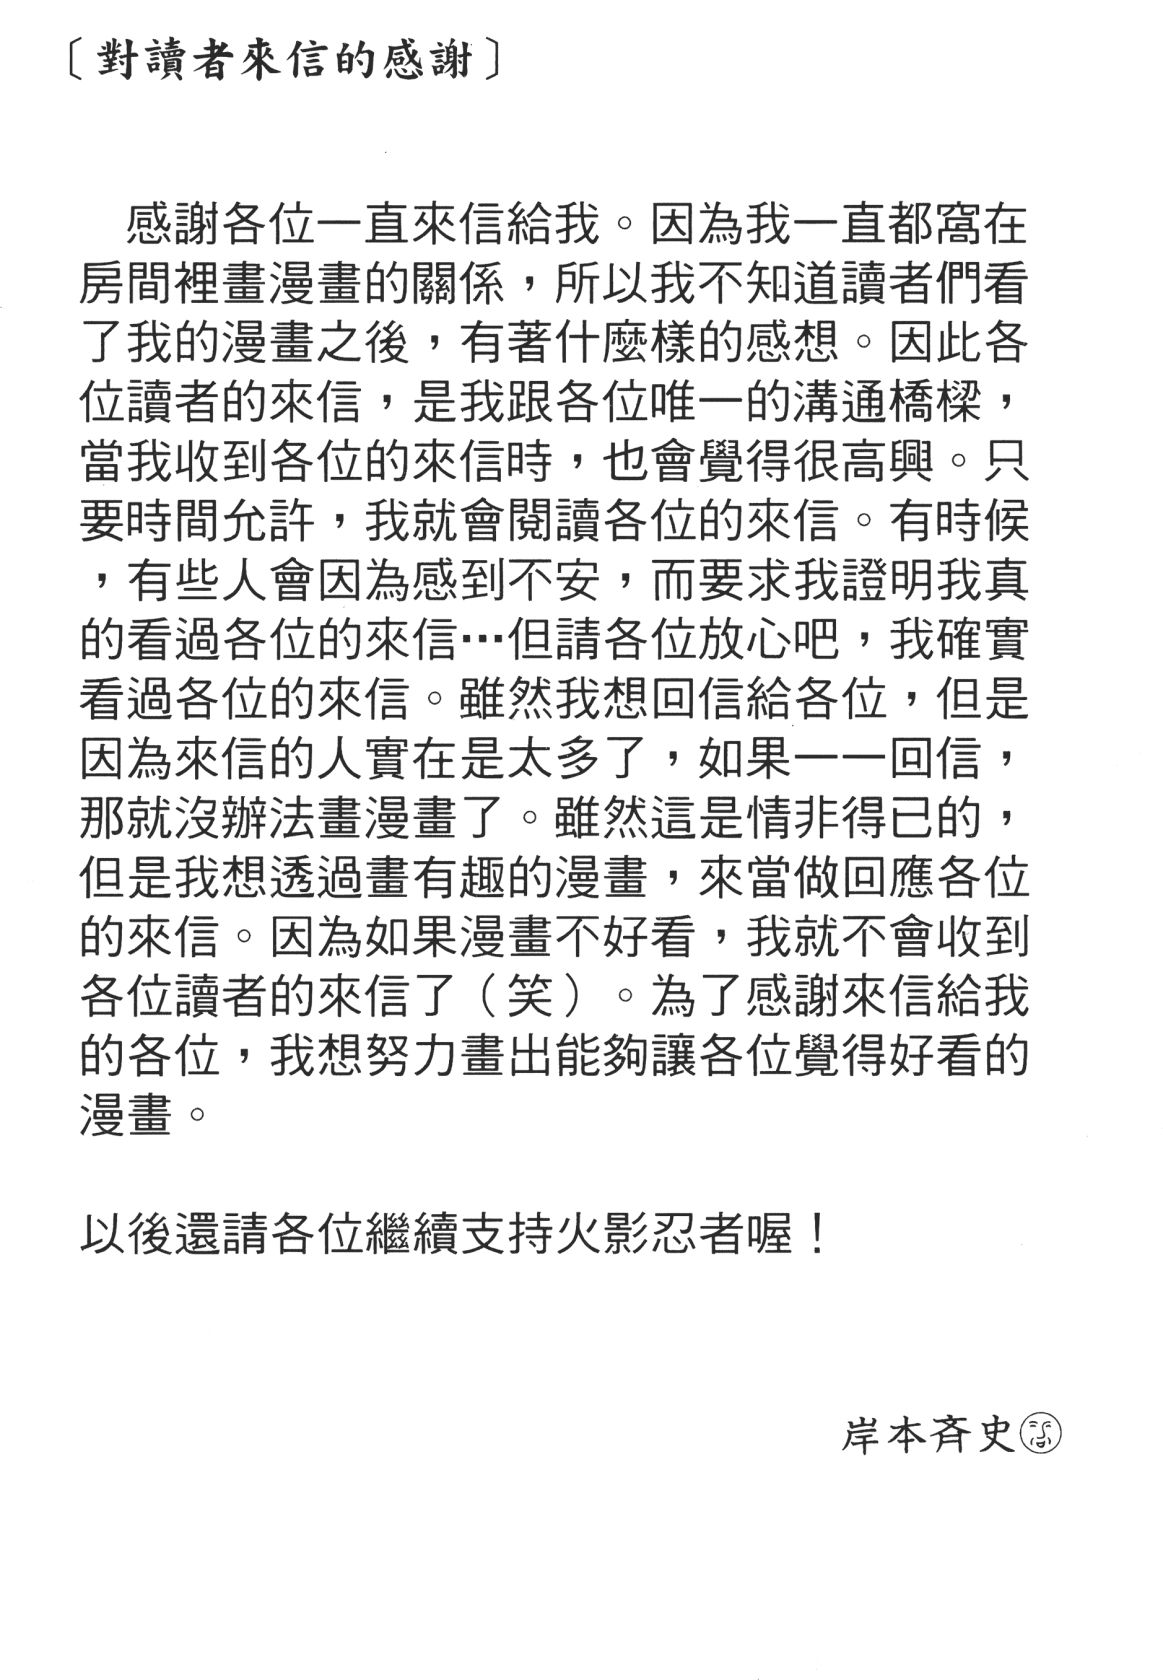 〔對讀者來信的感謝〕
感謝各位一直來信給我。因為我一直都窩在
房間裡畫漫畫的關係，所以我不知道讀者們看
了我的漫畫之後，有著什麼樣的感想。因此各
位讀者的來信，是我跟各位唯一的溝通橋樑，
當我收到各位的來信時，也會覺得很高興。只
要時間允許，我就會閱讀各位的來信。有時候
，有些人會因為感到不安，而要求我證明我真
的看過各位的來信…但請各位放心吧，我確實
看過各位的來信。雖然我想回信給各位，但是
因為來信的人實在是太多了，如果一一回信，
那就沒辦法畫漫畫了。雖然這是情非得已的，
但是我想透過畫有趣的漫畫，來當做回應各位
的來信。因為如果漫畫不好看，我就不會收到
各位讀者的來信了（笑）。為了感謝來信給我
的各位，我想努力畫出能夠讓各位覺得好看的
漫畫。
以後還請各位繼續支持火影忍者喔！
岸本斉史